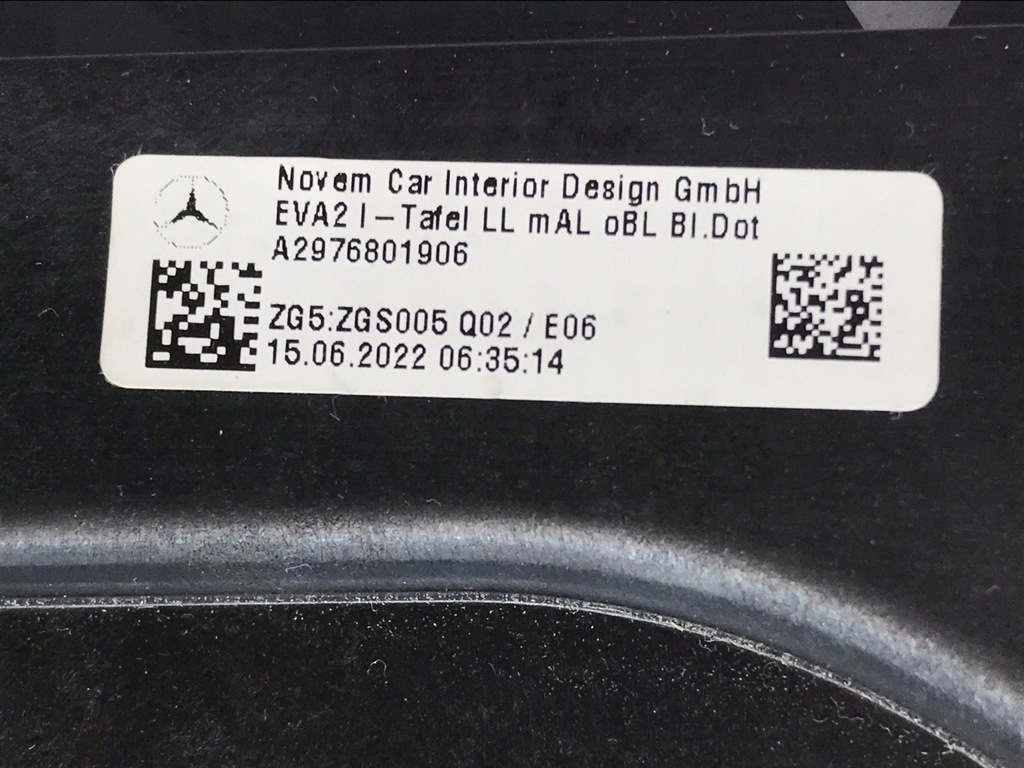 Novem Car Interior Design GmbH
EVA2 I-Tafel LL mAL oBL Bl.Dot
A2976801906
ZG5:ZGS005 Q02 / E06
15.06.2022 06:35:14